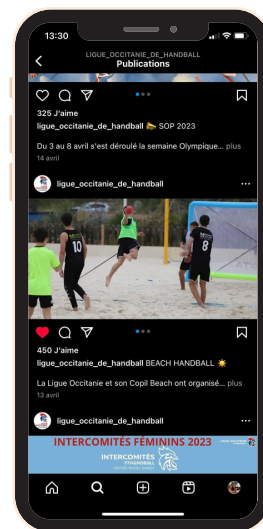 13:30
LIGUE_OCCITANIE_DE_HANDBALL
Publications
325 J'aime
ligue_occitanie_de_handball SOP 2023
Du 3 au 8 avril s'est déroulé la semaine Olympique... plus
14 avril
ligue_occitanie_de_handball
10
8
450 J'aime
ligue_occitanie_de_handball BEACH HANDBALL ☀️
La Ligue Occitanie et son Copil Beach ont organisé... plus
13 avril
ligue_occitanie_de_handball
INTERCOMITÉS FÉMININS 2023
INTERCOMITÉS
FFHANDBALL